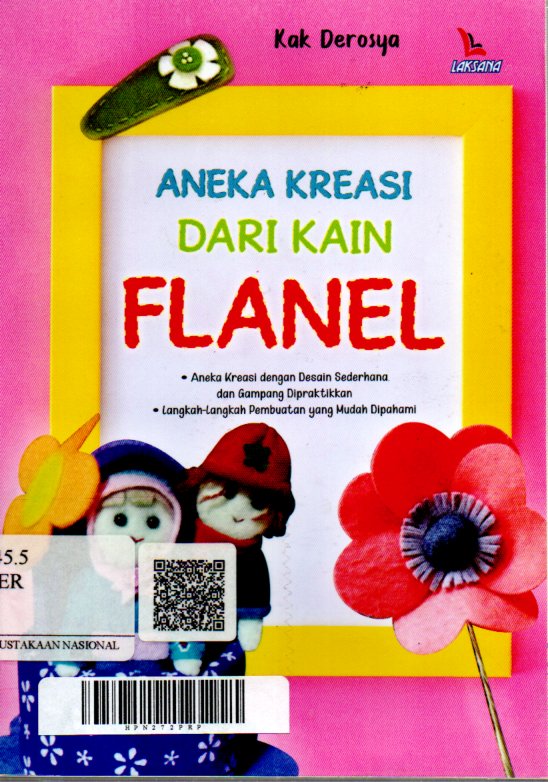 Kak Derosya
LAKSANA
ANEKA KREASI
DARI KAIN
FLANEL
• Aneka Kreasi dengan Desain Sederhana
dan Gampang Dipraktikkan
• Langkah-Langkah Pembuatan yang Mudah Dipahami
45.5
ER
USTAKAAN NASIONAL
HPN272PRP